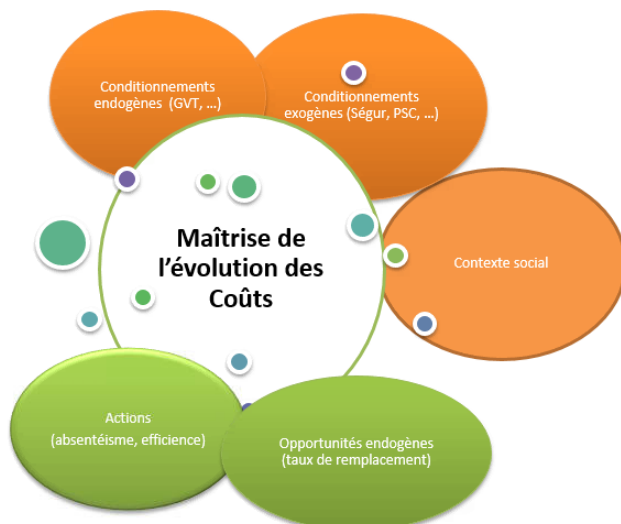 Conditionnements
endogènes (GVT, ...)
Conditionnements
exogènes (Ségur, PSC, ...)
Maîtrise de
l'évolution des
Coûts
Contexte social
Actions
(absentéisme, efficience)
Opportunités endogènes
(taux de remplacement)